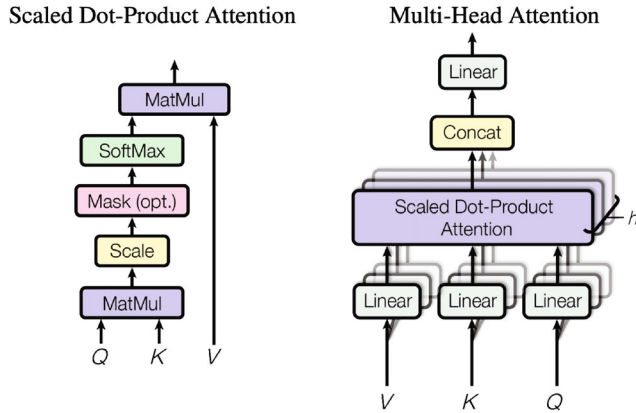 Scaled Dot-Product Attention
MatMul
SoftMax
Mask (opt.)
Scale
MatMul
Q K V
Multi-Head Attention
Linear
Concat
Scaled Dot-Product
Attention
h
Linear Linear Linear
V K Q